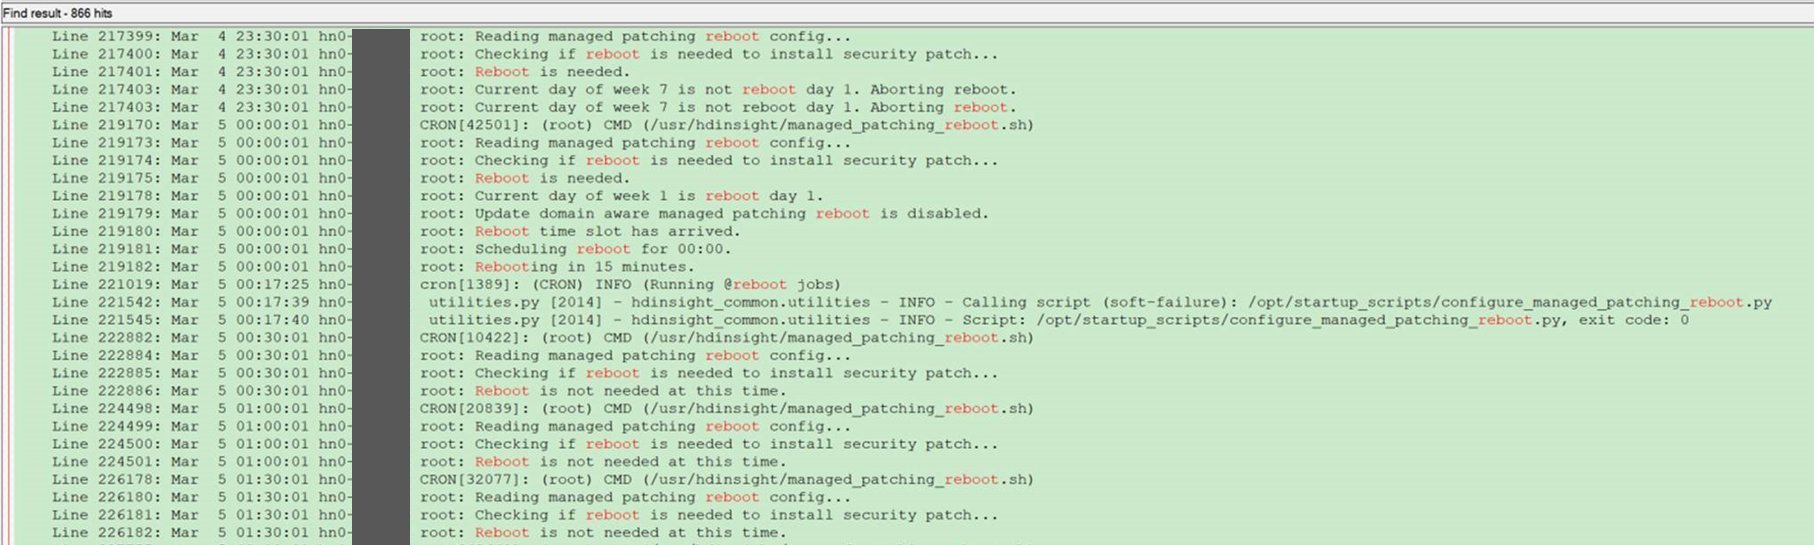 Find result - 866 hits
Line 217399: Mar  4 23:30:01 hn0- root: Reading managed patching reboot config...
Line 217400: Mar  4 23:30:01 hn0- root: Checking if reboot is needed to install security patch...
Line 217401: Mar  4 23:30:01 hn0- root: Reboot is needed.
Line 217403: Mar  4 23:30:01 hn0- root: Current day of week 7 is not reboot day 1. Aborting reboot.
Line 217403: Mar  4 23:30:01 hn0- root: Current day of week 7 is not reboot day 1. Aborting reboot.
Line 219170: Mar  5 00:00:01 hn0- CRON[42501]: (root) CMD (/usr/hdinsight/managed_patching_reboot.sh)
Line 219173: Mar  5 00:00:01 hn0- root: Reading managed patching reboot config...
Line 219174: Mar  5 00:00:01 hn0- root: Checking if reboot is needed to install security patch...
Line 219175: Mar  5 00:00:01 hn0- root: Reboot is needed.
Line 219178: Mar  5 00:00:01 hn0- root: Current day of week 1 is reboot day 1.
Line 219179: Mar  5 00:00:01 hn0- root: Update domain aware managed patching reboot is disabled.
Line 219180: Mar  5 00:00:01 hn0- root: Reboot time slot has arrived.
Line 219181: Mar  5 00:00:01 hn0- root: Scheduling reboot for 00:00.
Line 219182: Mar  5 00:00:01 hn0- root: Rebooting in 15 minutes.
Line 221019: Mar  5 00:17:25 hn0- cron[1389]: (CRON) INFO (Running @reboot jobs)
Line 221542: Mar  5 00:17:39 hn0- utilities.py [2014] - hdinsight_common.utilities - INFO - Calling script (soft-failure): /opt/startup_scripts/configure_managed_patching_reboot.py
Line 221545: Mar  5 00:17:40 hn0- utilities.py [2014] - hdinsight_common.utilities - INFO - Script: /opt/startup_scripts/configure_managed_patching_reboot.py, exit code: 0
Line 222882: Mar  5 00:30:01 hn0- CRON[10422]: (root) CMD (/usr/hdinsight/managed_patching_reboot.sh)
Line 222884: Mar  5 00:30:01 hn0- root: Reading managed patching reboot config...
Line 222885: Mar  5 00:30:01 hn0- root: Checking if reboot is needed to install security patch...
Line 222886: Mar  5 00:30:01 hn0- root: Reboot is not needed at this time.
Line 224498: Mar  5 01:00:01 hn0- CRON[20839]: (root) CMD (/usr/hdinsight/managed_patching_reboot.sh)
Line 224499: Mar  5 01:00:01 hn0- root: Reading managed patching reboot config...
Line 224500: Mar  5 01:00:01 hn0- root: Checking if reboot is needed to install security patch...
Line 224501: Mar  5 01:00:01 hn0- root: Reboot is not needed at this time.
Line 226178: Mar  5 01:30:01 hn0- CRON[32077]: (root) CMD (/usr/hdinsight/managed_patching_reboot.sh)
Line 226180: Mar  5 01:30:01 hn0- root: Reading managed patching reboot config...
Line 226181: Mar  5 01:30:01 hn0- root: Checking if reboot is needed to install security patch...
Line 226182: Mar  5 01:30:01 hn0- root: Reboot is not needed at this time.